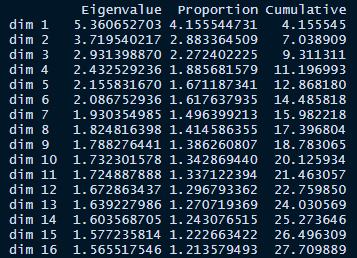 Eigenvalue Proportion Cumulative
dim 1 5.360652703 4.155544731 4.155545
dim 2 3.719540217 2.883364509 7.038909
dim 3 2.931398870 2.272402225 9.311311
dim 4 2.432529236 1.885681579 11.196993
dim 5 2.155831670 1.671187341 12.868180
dim 6 2.086752936 1.617637935 14.485818
dim 7 1.930354985 1.496399213 15.982218
dim 8 1.824816398 1.414586355 17.396804
dim 9 1.788276441 1.386260807 18.783065
dim 10 1.732301578 1.342869440 20.125934
dim 11 1.724887888 1.337122394 21.463057
dim 12 1.672863437 1.296793362 22.759850
dim 13 1.639227986 1.270719369 24.030569
dim 14 1.603568705 1.243076515 25.273646
dim 15 1.577235814 1.222663422 26.496309
dim 16 1.565517546 1.213579493 27.709889